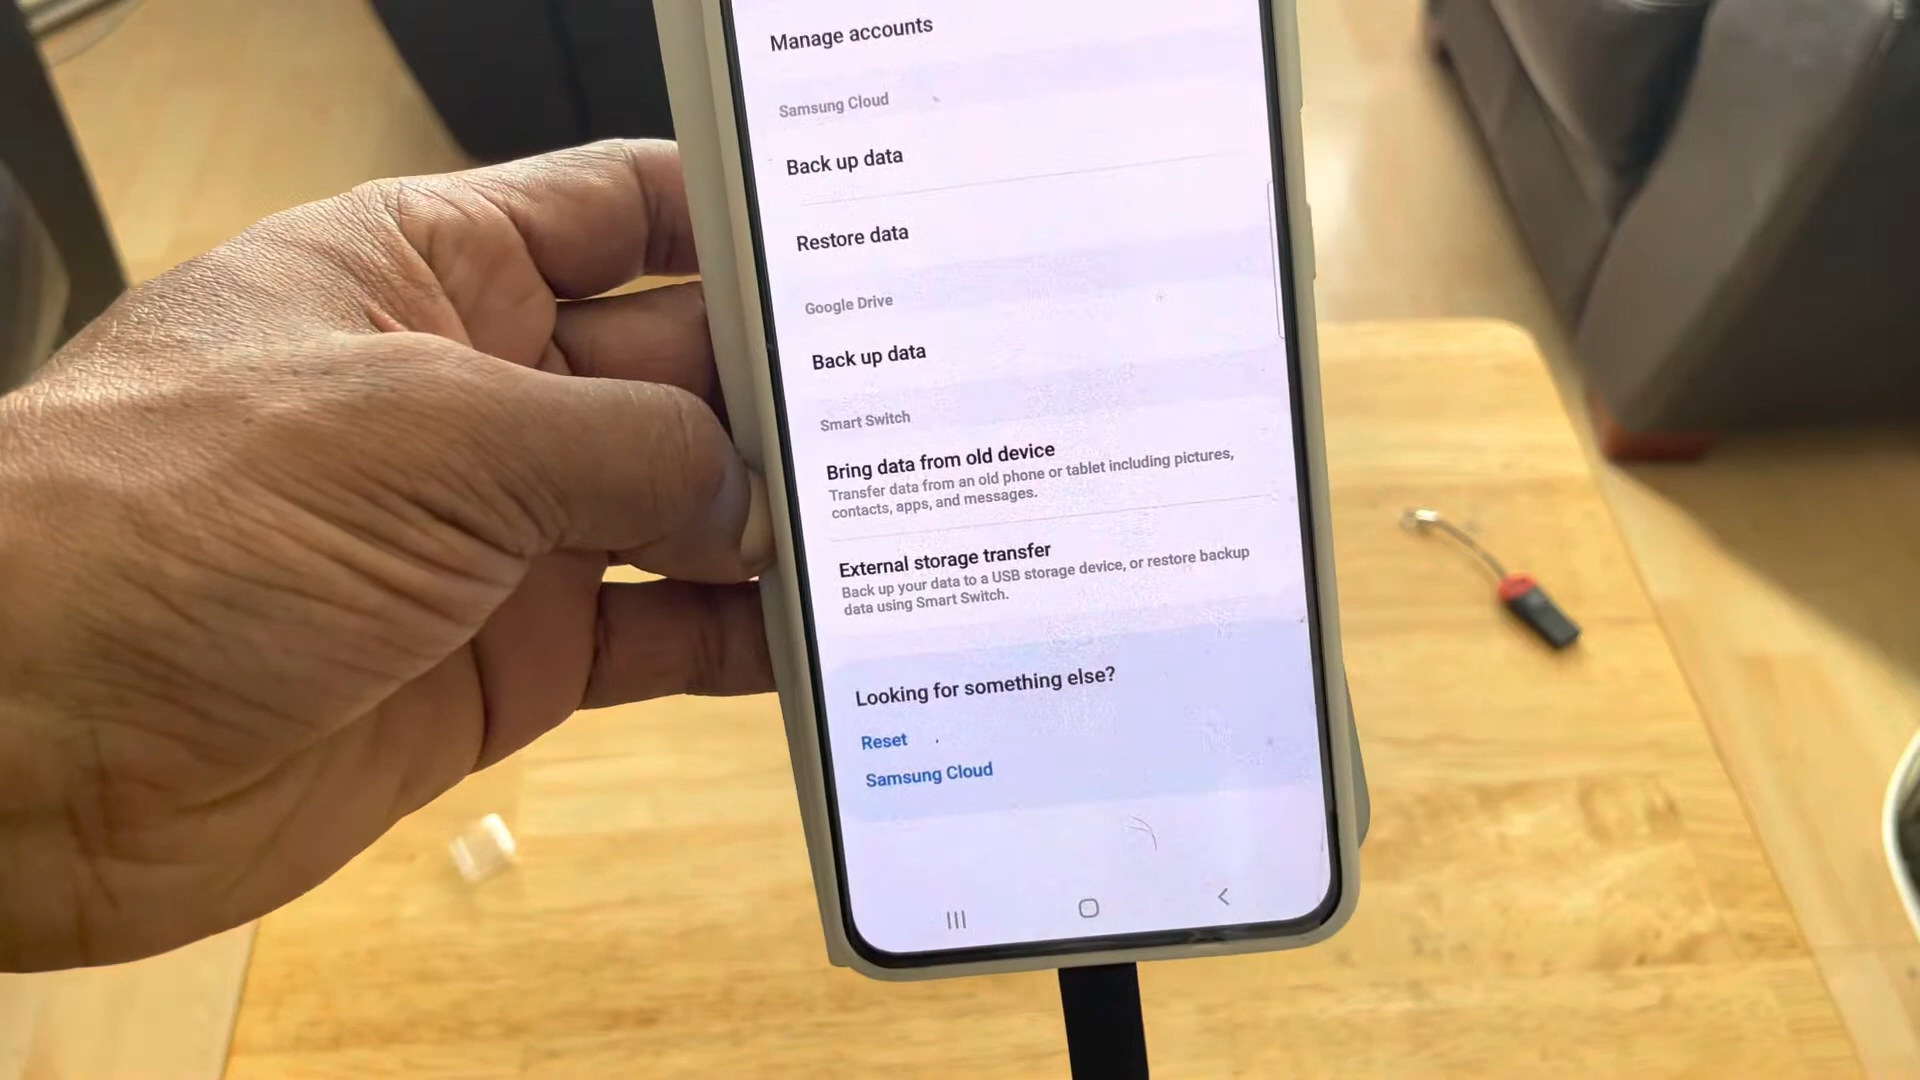 Manage accounts
Samsung Cloud
Back up data
Restore data
Google Drive
Back up data
Smart Switch
Bring data from old device
Transfer data from an old phone or tablet including pictures,
contacts, apps, and messages.
External storage transfer
Back up your data to a USB storage device, or restore backup
data using Smart Switch.
Looking for something else?
Reset
Samsung Cloud